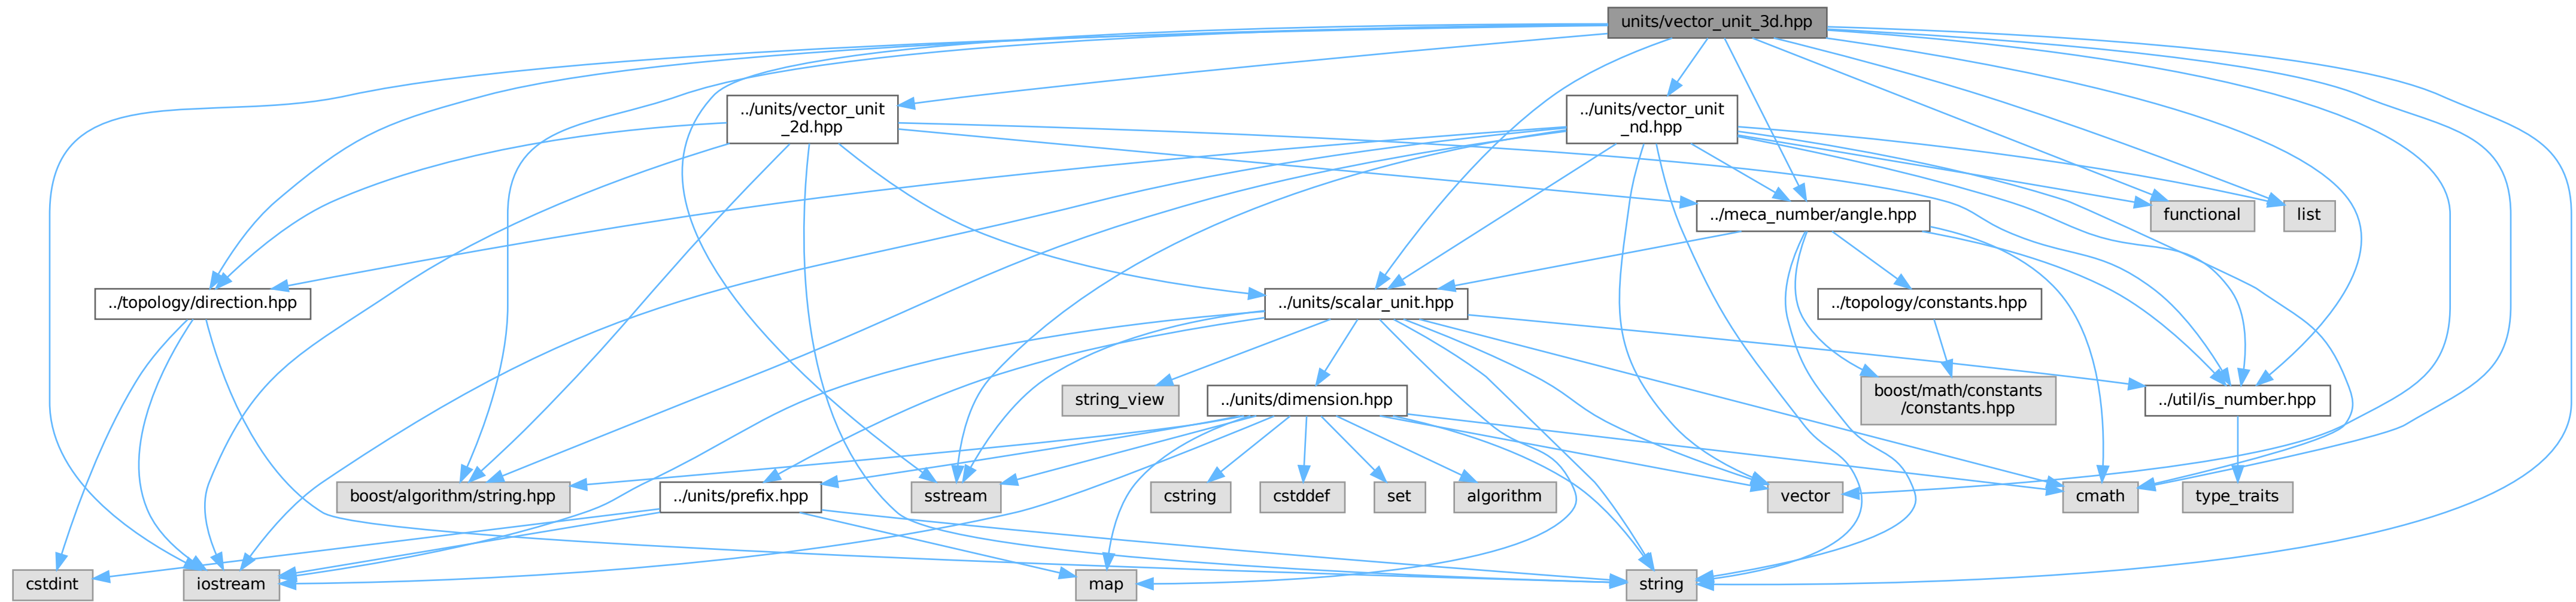 units/vector_unit_3d.hpp
../units/vector_unit
_2d.hpp
../units/vector_unit
_nd.hpp
../meca_number/angle.hpp
functional
list
../topology/direction.hpp
../units/scalar_unit.hpp
../topology/constants.hpp
string_view
../units/dimension.hpp
boost/math/constants
/constants.hpp
../util/is_number.hpp
boost/algorithm/string.hpp
../units/prefix.hpp
sstream
cstring
cstddef
set
algorithm
vector
cmath
type_traits
cstdint
iostream
map
string